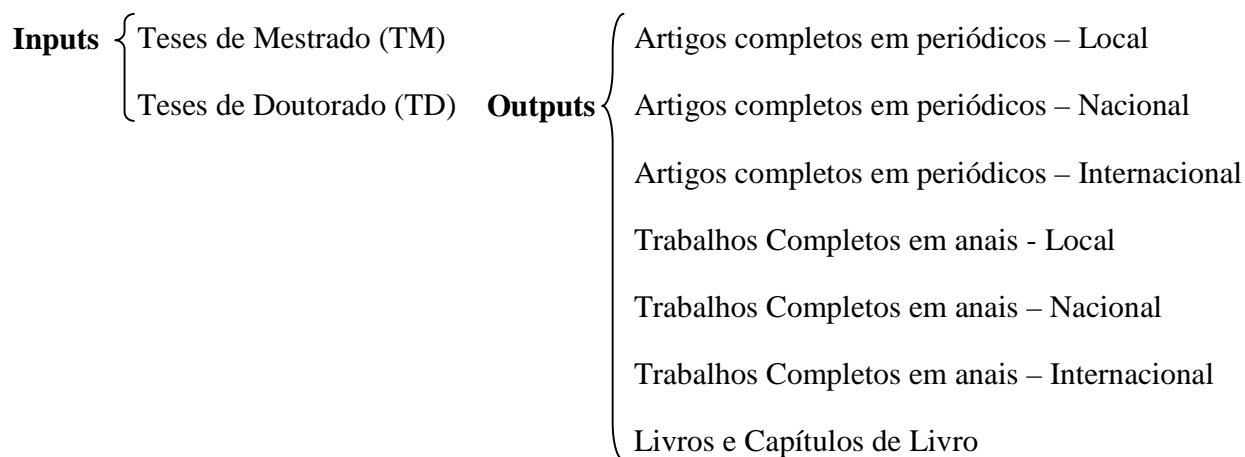 Inputs
Teses de Mestrado (TM)
Teses de Doutorado (TD)
Outputs
Artigos completos em periódicos – Local
Artigos completos em periódicos – Nacional
Artigos completos em periódicos – Internacional
Trabalhos Completos em anais - Local
Trabalhos Completos em anais – Nacional
Trabalhos Completos em anais – Internacional
Livros e Capítulos de Livro